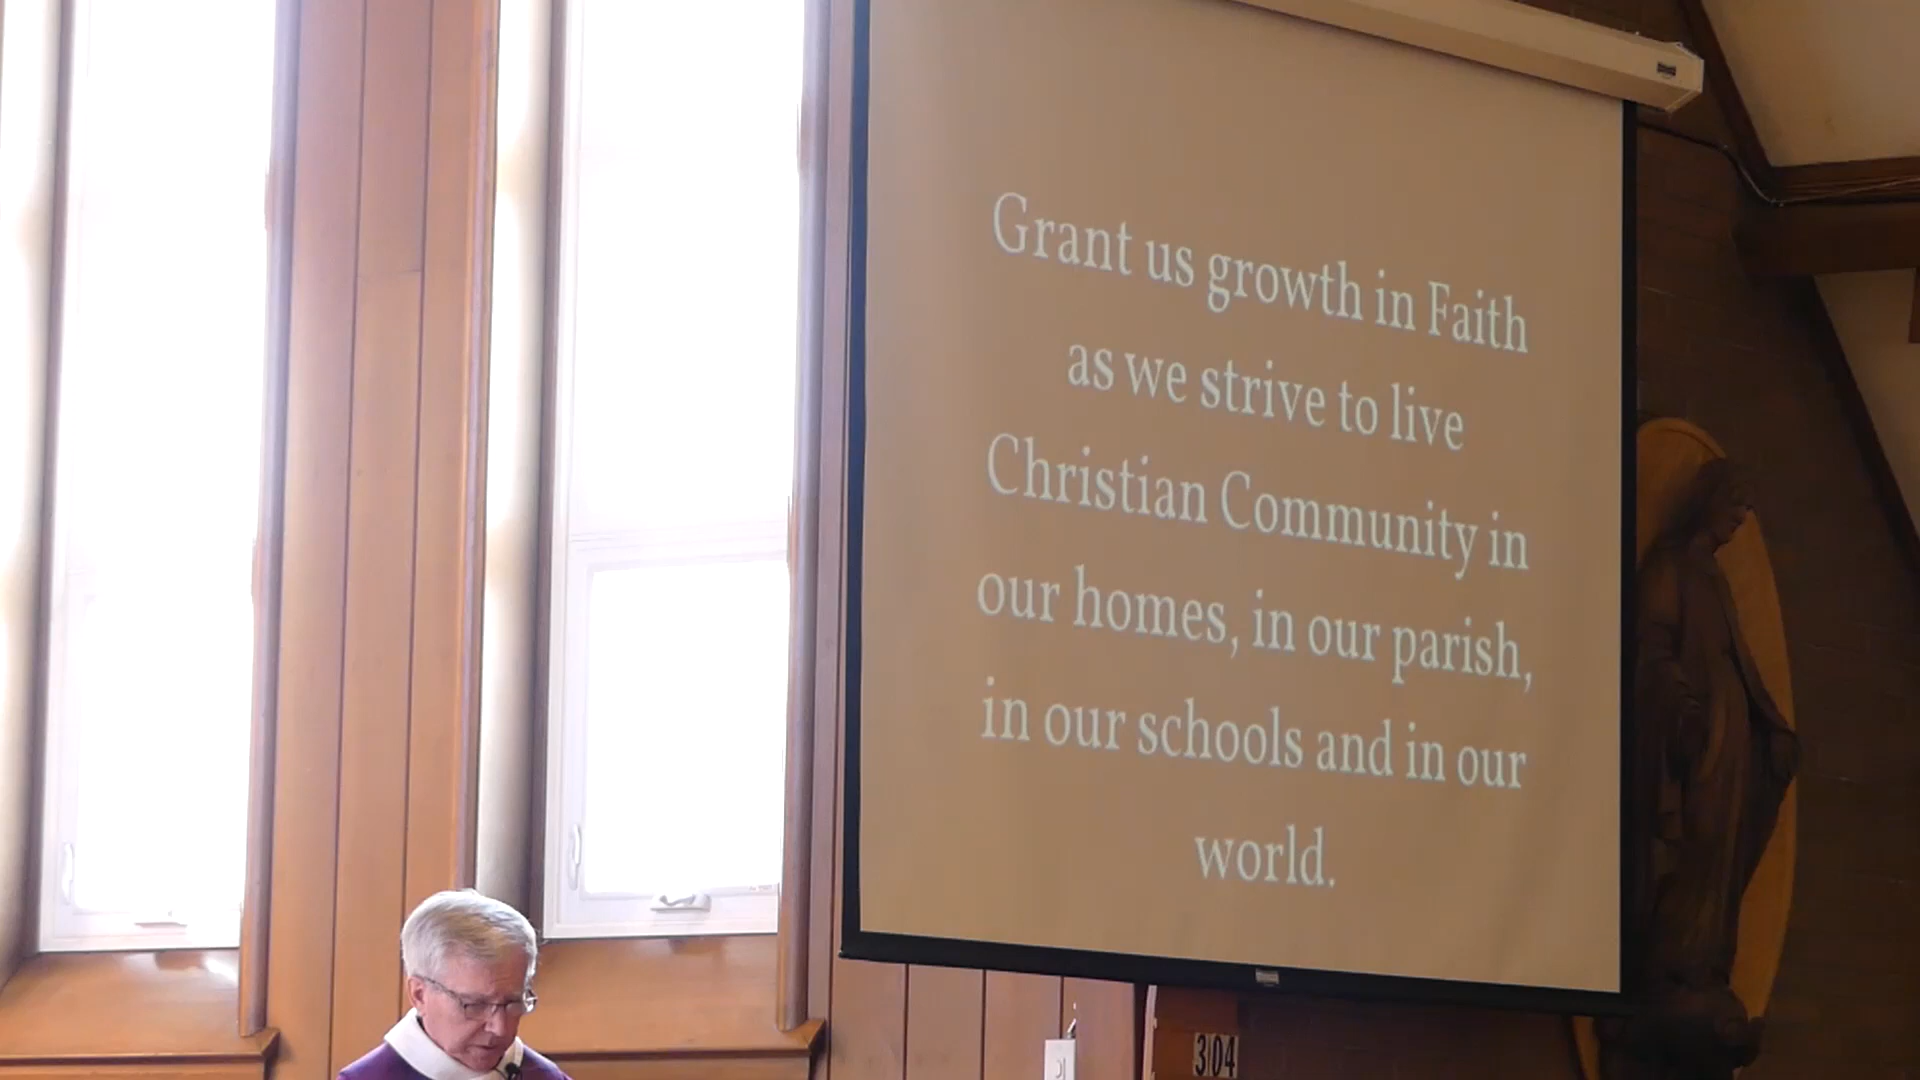 Grant us growth in Faith
as we strive to live
Christian Community in
our homes, in our parish,
in our schools and in our
world.
304